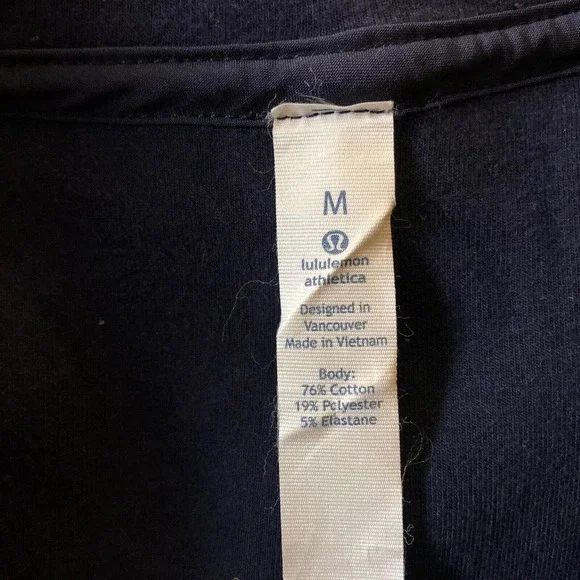 M
lululemon
athletica
Designed in
Vancouver
Made in Vietnam
Body:
76% Cotton
19% Polyester
5% Elastane